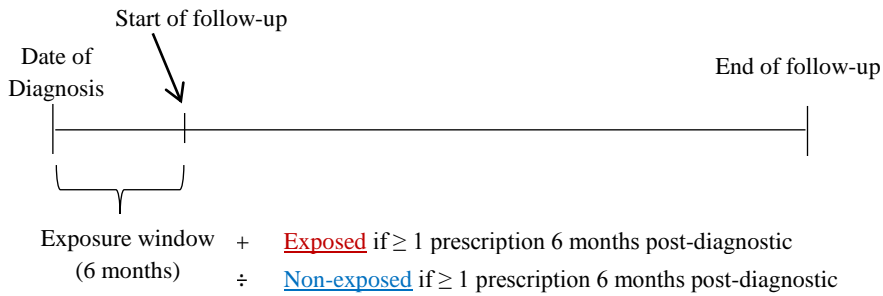 Start of follow-up
Date of
Diagnosis
End of follow-up
Exposure window
(6 months)
+ Exposed if ≥ 1 prescription 6 months post-diagnostic
÷ Non-exposed if ≥ 1 prescription 6 months post-diagnostic